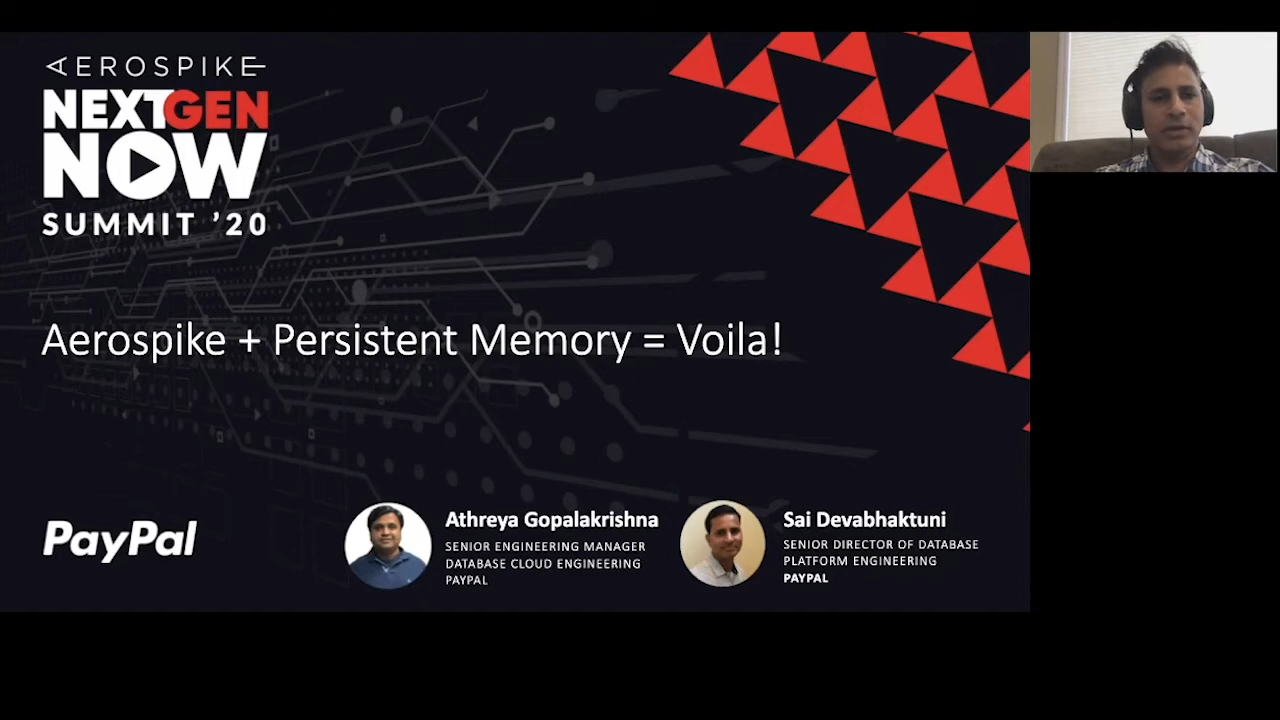 AEROSPIKE
NEXTGEN
NOW
SUMMIT '20
Aerospike + Persistent Memory = Voila!
PayPal
Athreya Gopalakrishna
SENIOR ENGINEERING MANAGER
DATABASE CLOUD ENGINEERING
PAYPAL
Sai Devabhaktuni
SENIOR DIRECTOR OF DATABASE
PLATFORM ENGINEERING
PAYPAL